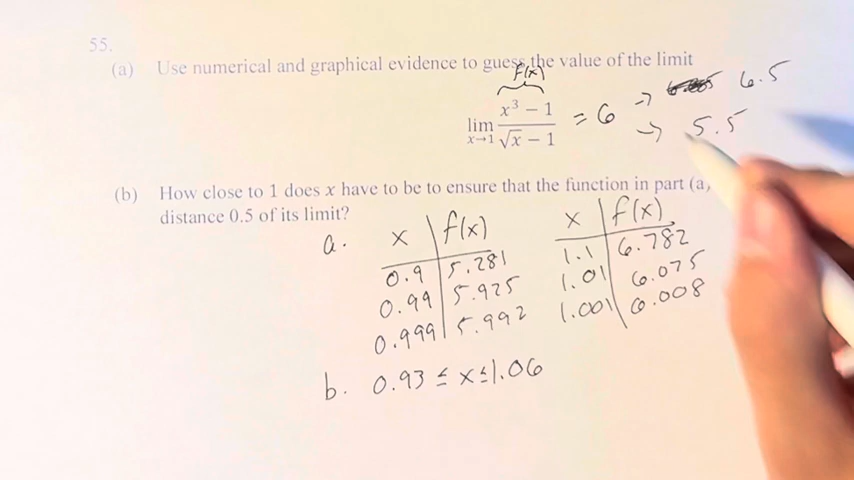 55.
(a) Use numerical and graphical evidence to guess the value of the limit
f(x)
lim x→1 x³ − 1 / √x − 1 = 6 → 6.5
→ 5.5
(b) How close to 1 does x have to be to ensure that the function in part (a)
distance 0.5 of its limit?
a. x f(x) x f(x)
0.9 5.281 1.1 6.782
0.99 5.925 1.01 6.075
0.999 5.992 1.001 6.008
b. 0.93 ≤ x ≤ 1.06